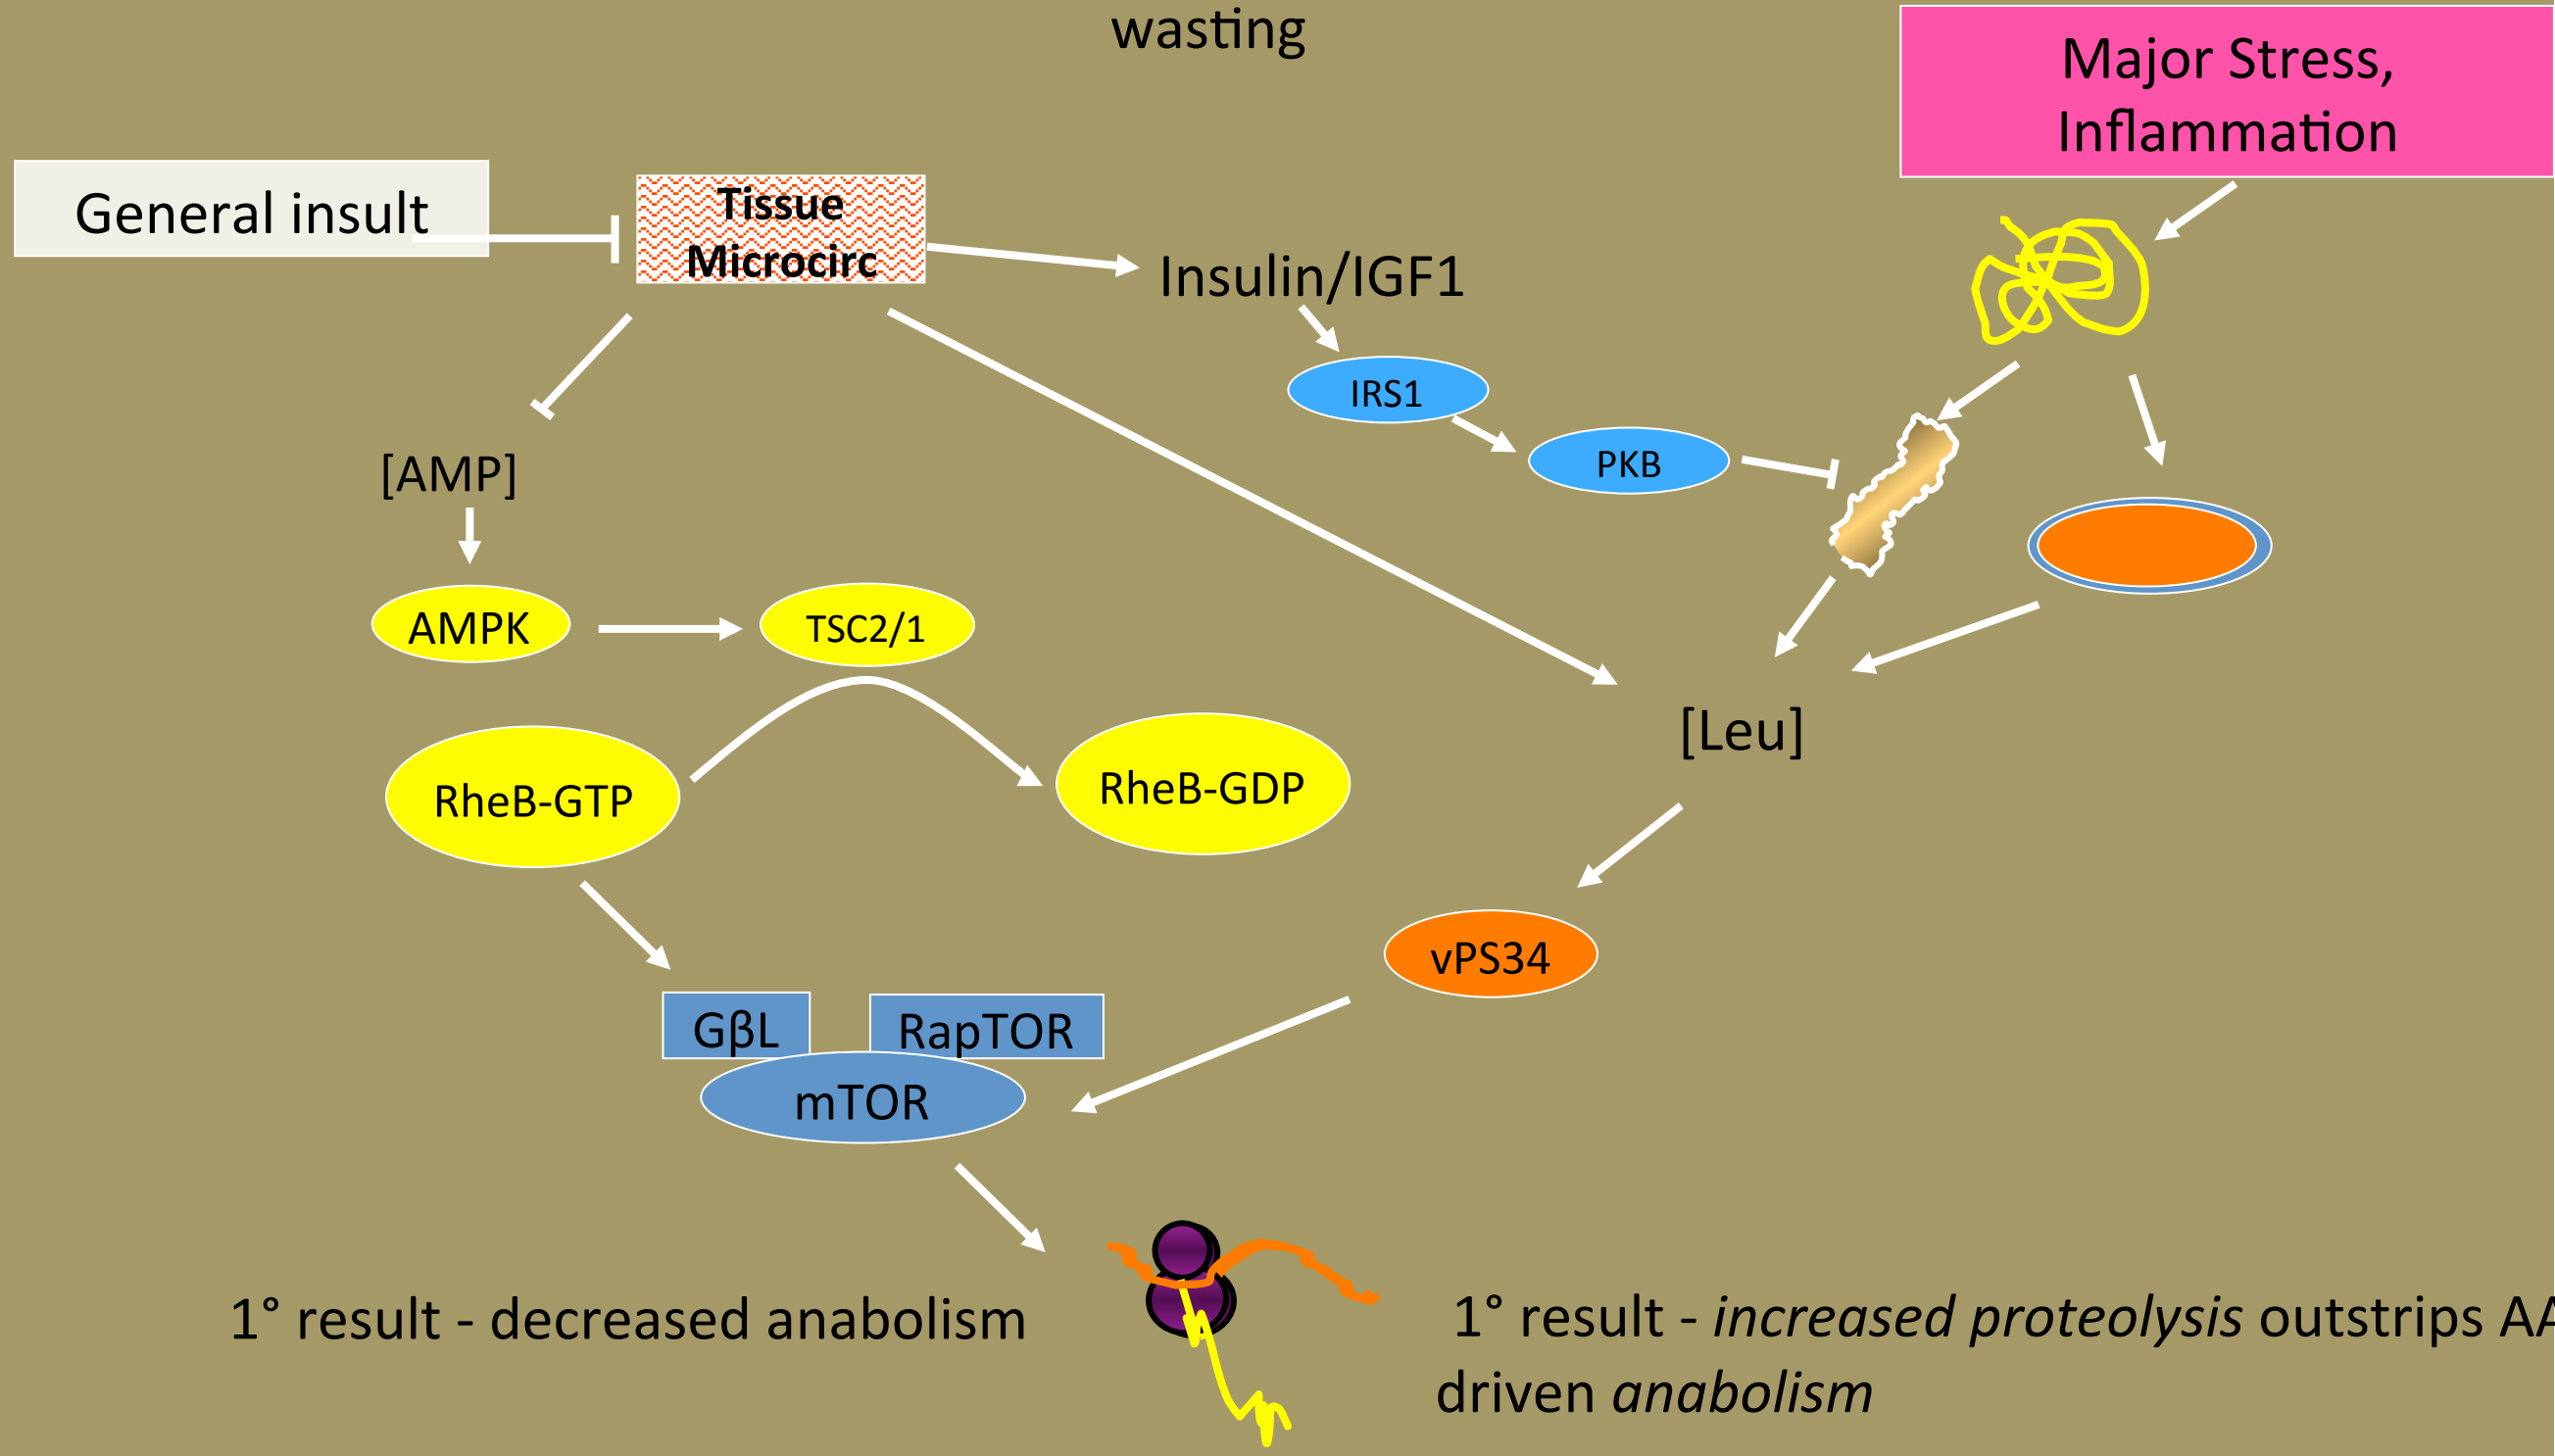 wasting
Major Stress,
Inflammation
General insult
Tissue
Microcirc
Insulin/IGF1
IRS1
PKB
[AMP]
AMPK
TSC2/1
[Leu]
RheB-GTP
RheB-GDP
vPS34
GβL
RapTOR
mTOR
1° result - decreased anabolism
1° result - increased proteolysis outstrips AA
driven anabolism